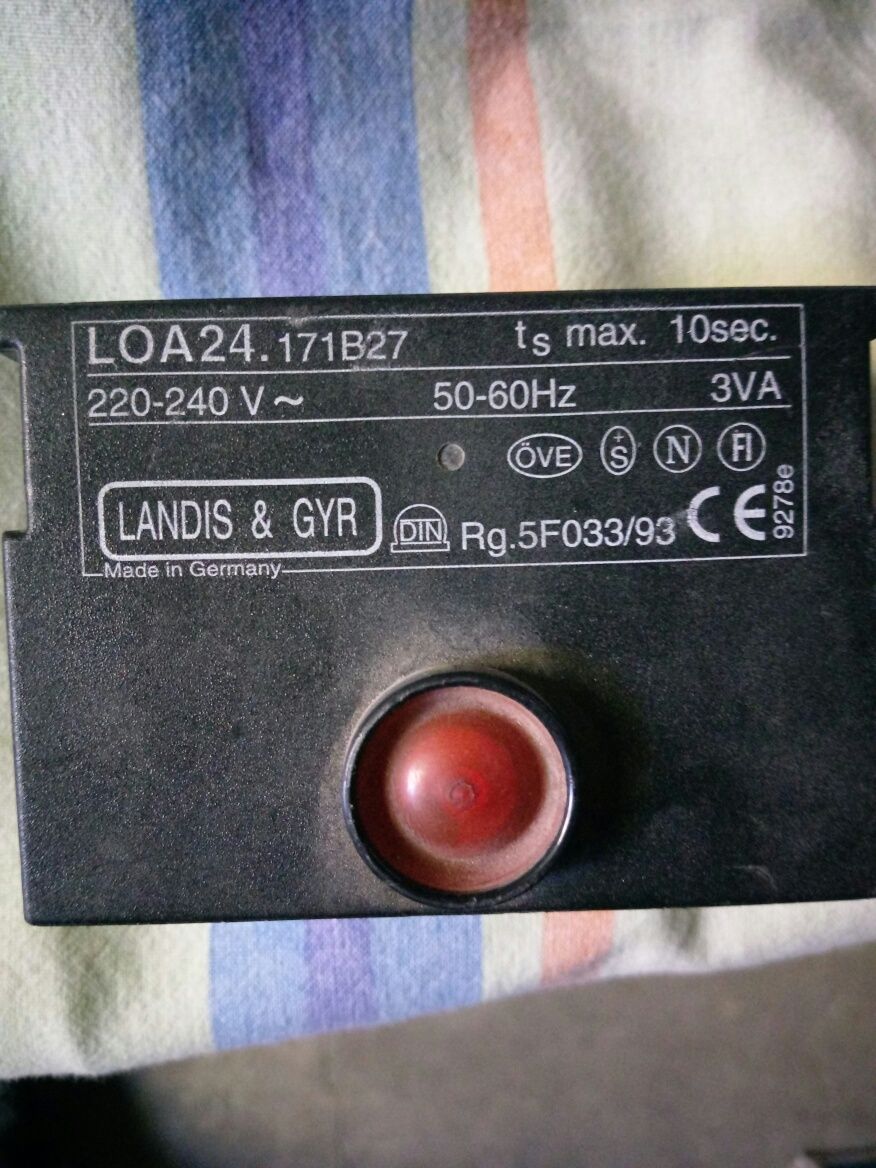 LOA24.171B27 ts max. 10sec.
220-240 V~ 50-60Hz 3VA
ÖVE +S N FI
LANDIS & GYR DIN Rg.5F033/93 CE 9278e
Made in Germany